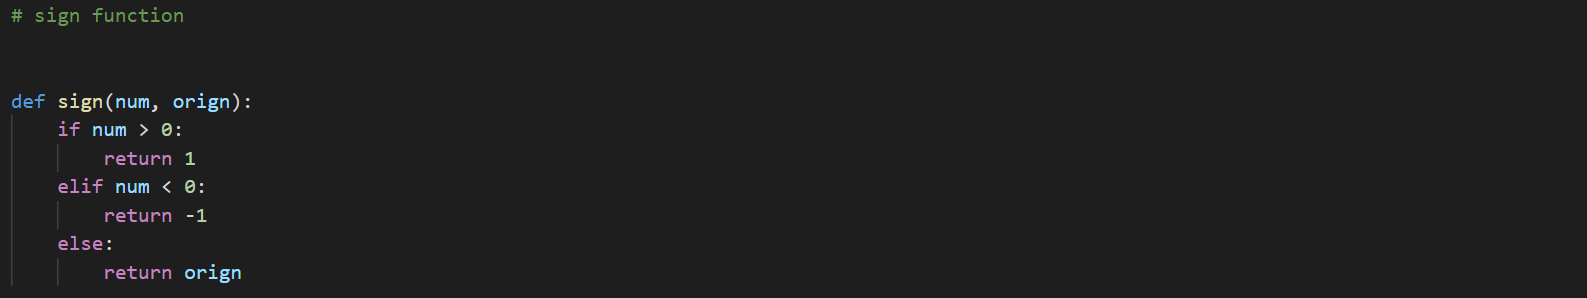 # sign function
def sign(num, orign):
    if num > 0:
        return 1
    elif num < 0:
        return -1
    else:
        return orign